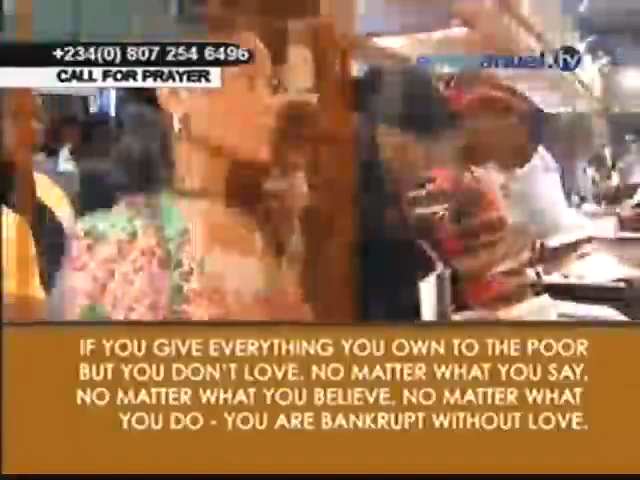 +234(0) 807 254 6496
CALL FOR PRAYER
emmanuel.tv
IF YOU GIVE EVERYTHING YOU OWN TO THE POOR
BUT YOU DON'T LOVE. NO MATTER WHAT YOU SAY,
NO MATTER WHAT YOU BELIEVE, NO MATTER WHAT
YOU DO - YOU ARE BANKRUPT WITHOUT LOVE.